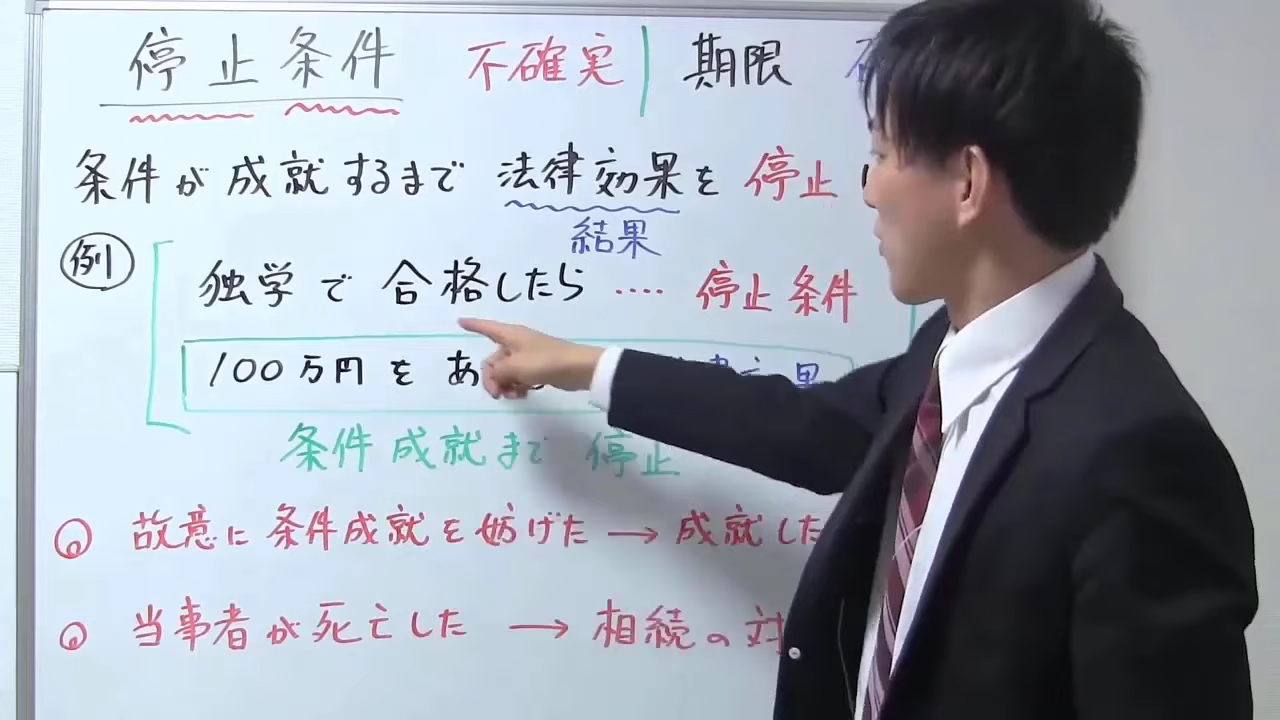 停止条件 不確実 期限
条件が成就するまで 法律効果を 停止
結果
例
独学で 合格したら ‥‥ 停止条件
100万円を あ 果
条件成就まで 停止
故意に 条件成就を 妨げた → 成就した
当事者が死亡した → 相続の対